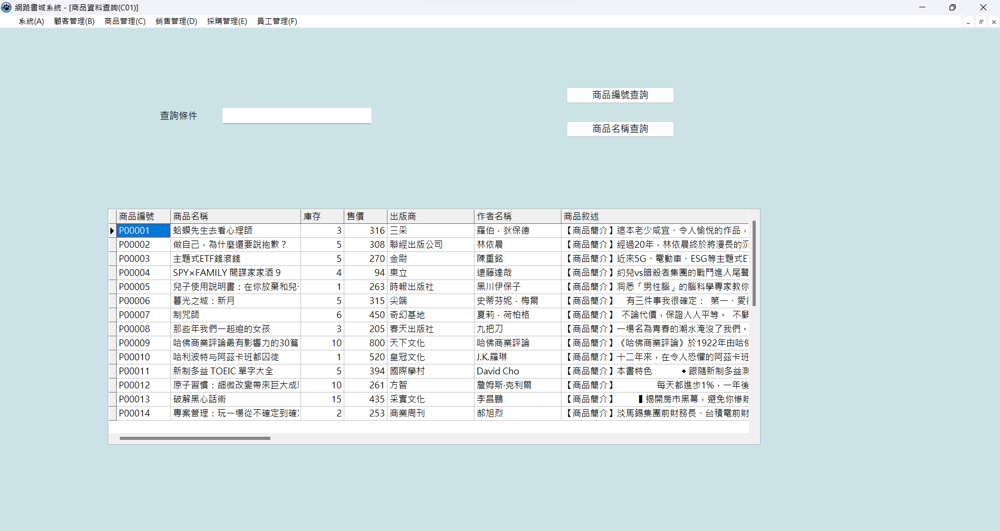 網路書城系統 - [商品資料查詢(C01)]
系統(A) 顧客管理(B) 商品管理(C) 銷售管理(D) 採購管理(E) 員工管理(F)
商品編號查詢
查詢條件
商品名稱查詢
商品編號 商品名稱 庫存 售價 出版商 作者名稱 商品敘述
P00001 蛤蟆先生去看心理師 3 316 三采 羅伯．狄保德 【商品簡介】這本老少咸宜、令人愉悅的作品，
P00002 做自己，為什麼還要說抱歉？ 5 308 聯經出版公司 林依晨 【商品簡介】經過20年，林依晨終於將漫長的沉
P00003 主題式ETF錢滾錢 5 270 金尉 陳重銘 【商品簡介】近來5G、電動車、ESG等主題式E
P00004 SPY×FAMILY 間諜家家酒 9 4 94 東立 遠藤達哉 【商品簡介】約兒vs暗殺者集團的戰鬥進入尾聲
P00005 兒子使用說明書：在你放棄和兒 1 263 時報出版社 黑川伊保子 【商品簡介】洞悉「男性腦」的腦科學專家教你
P00006 暮光之城：新月 5 315 尖端 史蒂芬妮．梅爾 【商品簡介】 有三件事我很確定： 第一、愛
P00007 制咒師 6 450 奇幻基地 夏莉．荷柏格 【商品簡介】 不論代價，保證人人平等。 不顧
P00008 那些年我們一起追的女孩 3 205 春天出版社 九把刀 【商品簡介】一場名為青春的潮水淹沒了我們。
P00009 哈佛商業評論最有影響力的30篇 10 800 天下文化 哈佛商業評論 【商品簡介】《哈佛商業評論》於1922年由哈佛
P00010 哈利波特与阿茲卡班都囚徒 1 520 皇冠文化 J.K.羅琳 【商品簡介】十二年來，在令人恐懼的阿茲卡班
P00011 新制多益 TOEIC 單字大全 5 394 國際學村 David Cho 【商品簡介】本書特色 ◆跟隨新制多益測
P00012 原子習慣：細微改變帶來巨大成 10 261 方智 詹姆斯‧克利爾 【商品簡介】 每天都進步1%，一年後
P00013 破解黑心話術 15 435 采實文化 李昌鵬 【商品簡介】 ▌揭開房市黑幕，避免你慘賠
P00014 專案管理：玩一場從不確定到確 2 253 商業周刊 郝旭烈 【商品簡介】淡馬錫集團前財務長、台積電前財